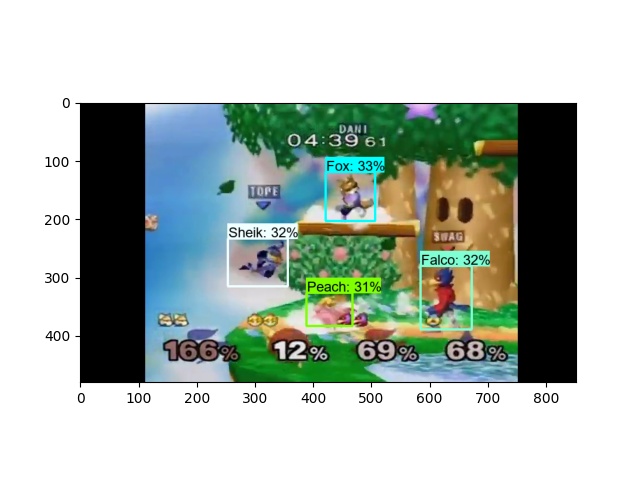 0
100
200
300
400
0 100 200 300 400 500 600 700 800
DANI
04:39 61
Fox: 33%
TOPE
Sheik: 32%
SWAG
Falco: 32%
Peach: 31%
166% 12% 69% 68%